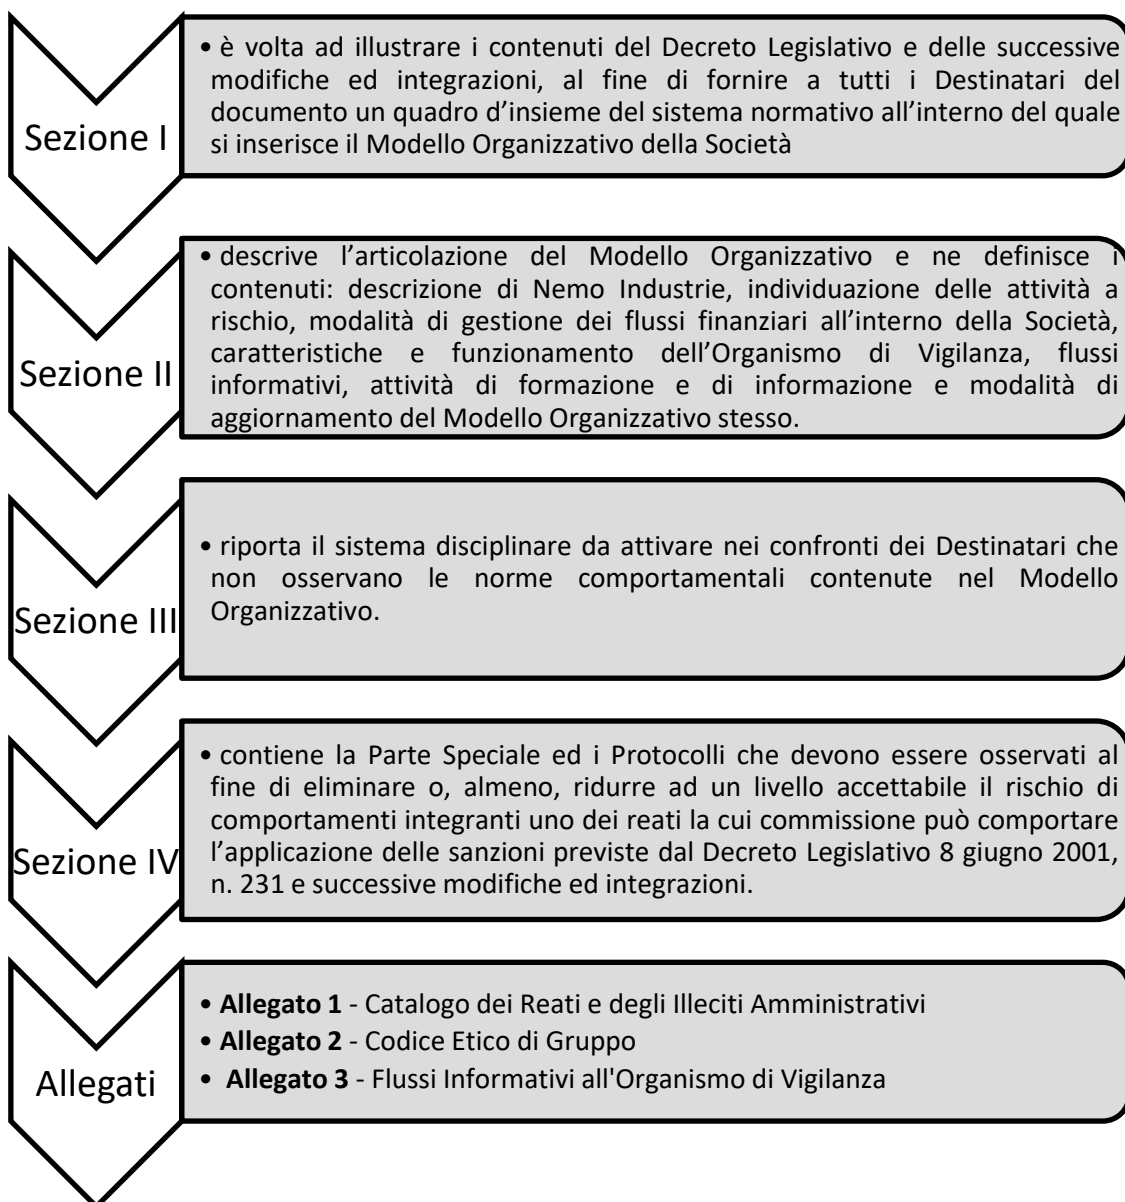 Sezione I
• è volta ad illustrare i contenuti del Decreto Legislativo e delle successive
modifiche ed integrazioni, al fine di fornire a tutti i Destinatari del
documento un quadro d’insieme del sistema normativo all’interno del quale
si inserisce il Modello Organizzativo della Società
Sezione II
• descrive l’articolazione del Modello Organizzativo e ne definisce i
contenuti: descrizione di Nemo Industrie, individuazione delle attività a
rischio, modalità di gestione dei flussi finanziari all’interno della Società,
caratteristiche e funzionamento dell’Organismo di Vigilanza, flussi
informativi, attività di formazione e di informazione e modalità di
aggiornamento del Modello Organizzativo stesso.
Sezione III
• riporta il sistema disciplinare da attivare nei confronti dei Destinatari che
non osservano le norme comportamentali contenute nel Modello
Organizzativo.
Sezione IV
• contiene la Parte Speciale ed i Protocolli che devono essere osservati al
fine di eliminare o, almeno, ridurre ad un livello accettabile il rischio di
comportamenti integranti uno dei reati la cui commissione può comportare
l’applicazione delle sanzioni previste dal Decreto Legislativo 8 giugno 2001,
n. 231 e successive modifiche ed integrazioni.
Allegati
• Allegato 1 - Catalogo dei Reati e degli Illeciti Amministrativi
• Allegato 2 - Codice Etico di Gruppo
• Allegato 3 - Flussi Informativi all'Organismo di Vigilanza